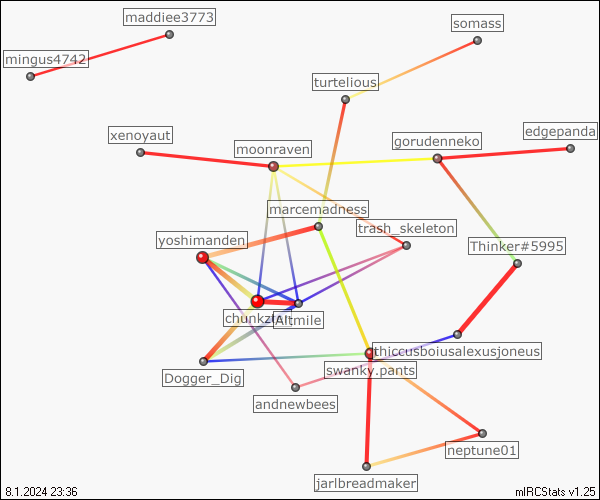 maddiee3773
somass
mingus4742
turtelious
edgepanda
xenoyaut
gorudenneko
moonraven
marcemadness
trash_skeleton
yoshimanden
Thinker#5995
Altmile
thiccusboiusalexusjoneus
swanky.pants
Dogger_Dig
andnewbees
neptune01
jarlbreadmaker
8.1.2024 23:36
mIRCStats v1.25